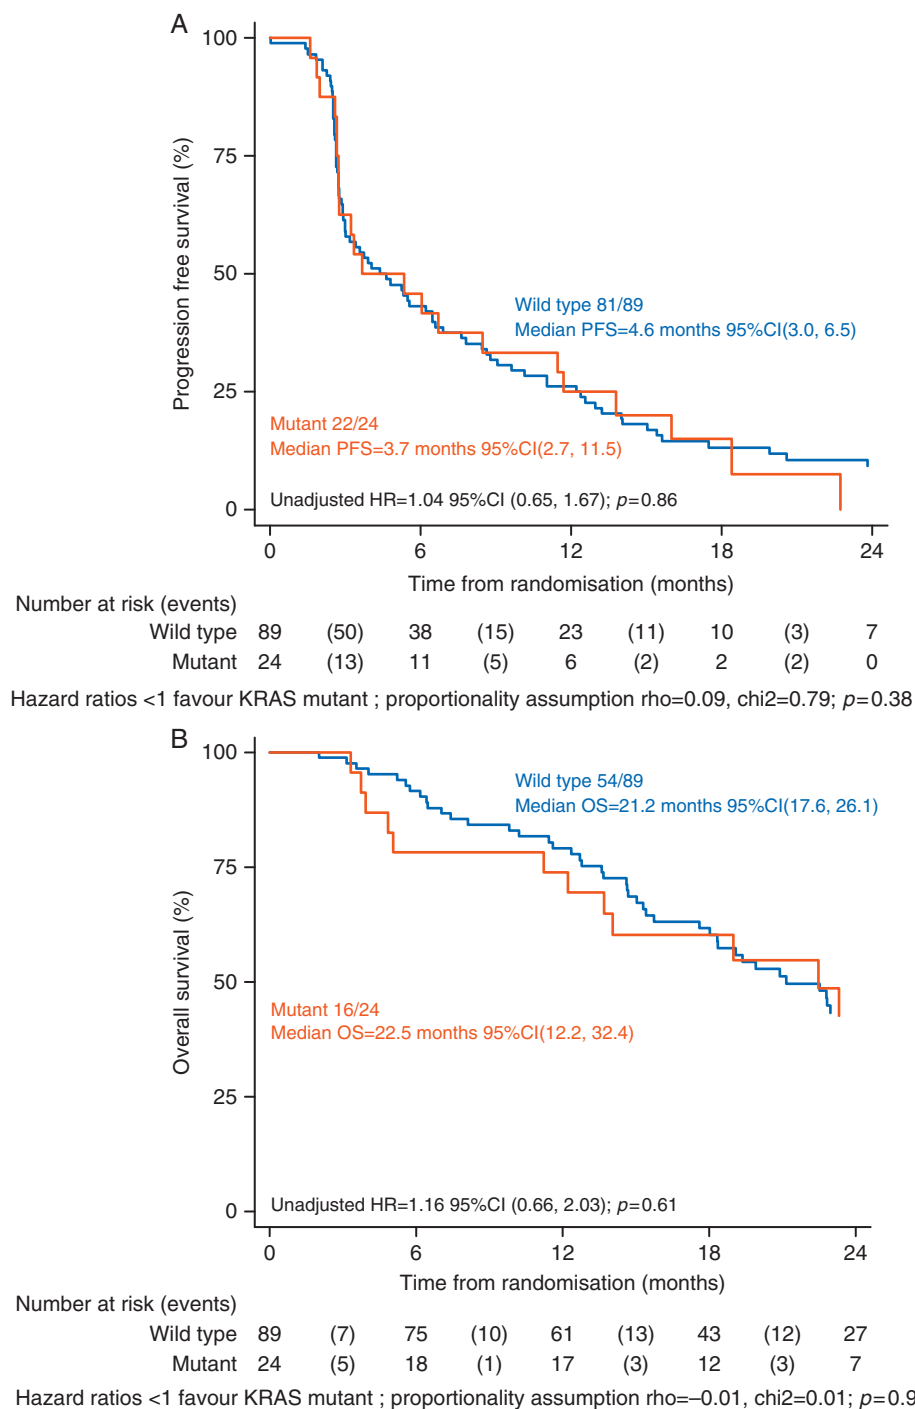 A
100
75
50
25
0
Progression free survival (%)
Wild type 81/89
Median PFS=4.6 months 95%CI(3.0, 6.5)
Mutant 22/24
Median PFS=3.7 months 95%CI(2.7, 11.5)
Unadjusted HR=1.04 95%CI (0.65, 1.67); p=0.86
0 6 12 18 24
Time from randomisation (months)
Number at risk (events)
Wild type 89 (50) 38 (15) 23 (11) 10 (3) 7
Mutant 24 (13) 11 (5) 6 (2) 2 (2) 0
Hazard ratios <1 favour KRAS mutant ; proportionality assumption rho=0.09, chi2=0.79; p=0.38
B
100
75
50
25
0
Overall survival (%)
Wild type 54/89
Median OS=21.2 months 95%CI(17.6, 26.1)
Mutant 16/24
Median OS=22.5 months 95%CI(12.2, 32.4)
Unadjusted HR=1.16 95%CI (0.66, 2.03); p=0.61
0 6 12 18 24
Time from randomisation (months)
Number at risk (events)
Wild type 89 (7) 75 (10) 61 (13) 43 (12) 27
Mutant 24 (5) 18 (1) 17 (3) 12 (3) 7
Hazard ratios <1 favour KRAS mutant ; proportionality assumption rho=–0.01, chi2=0.01; p=0.9